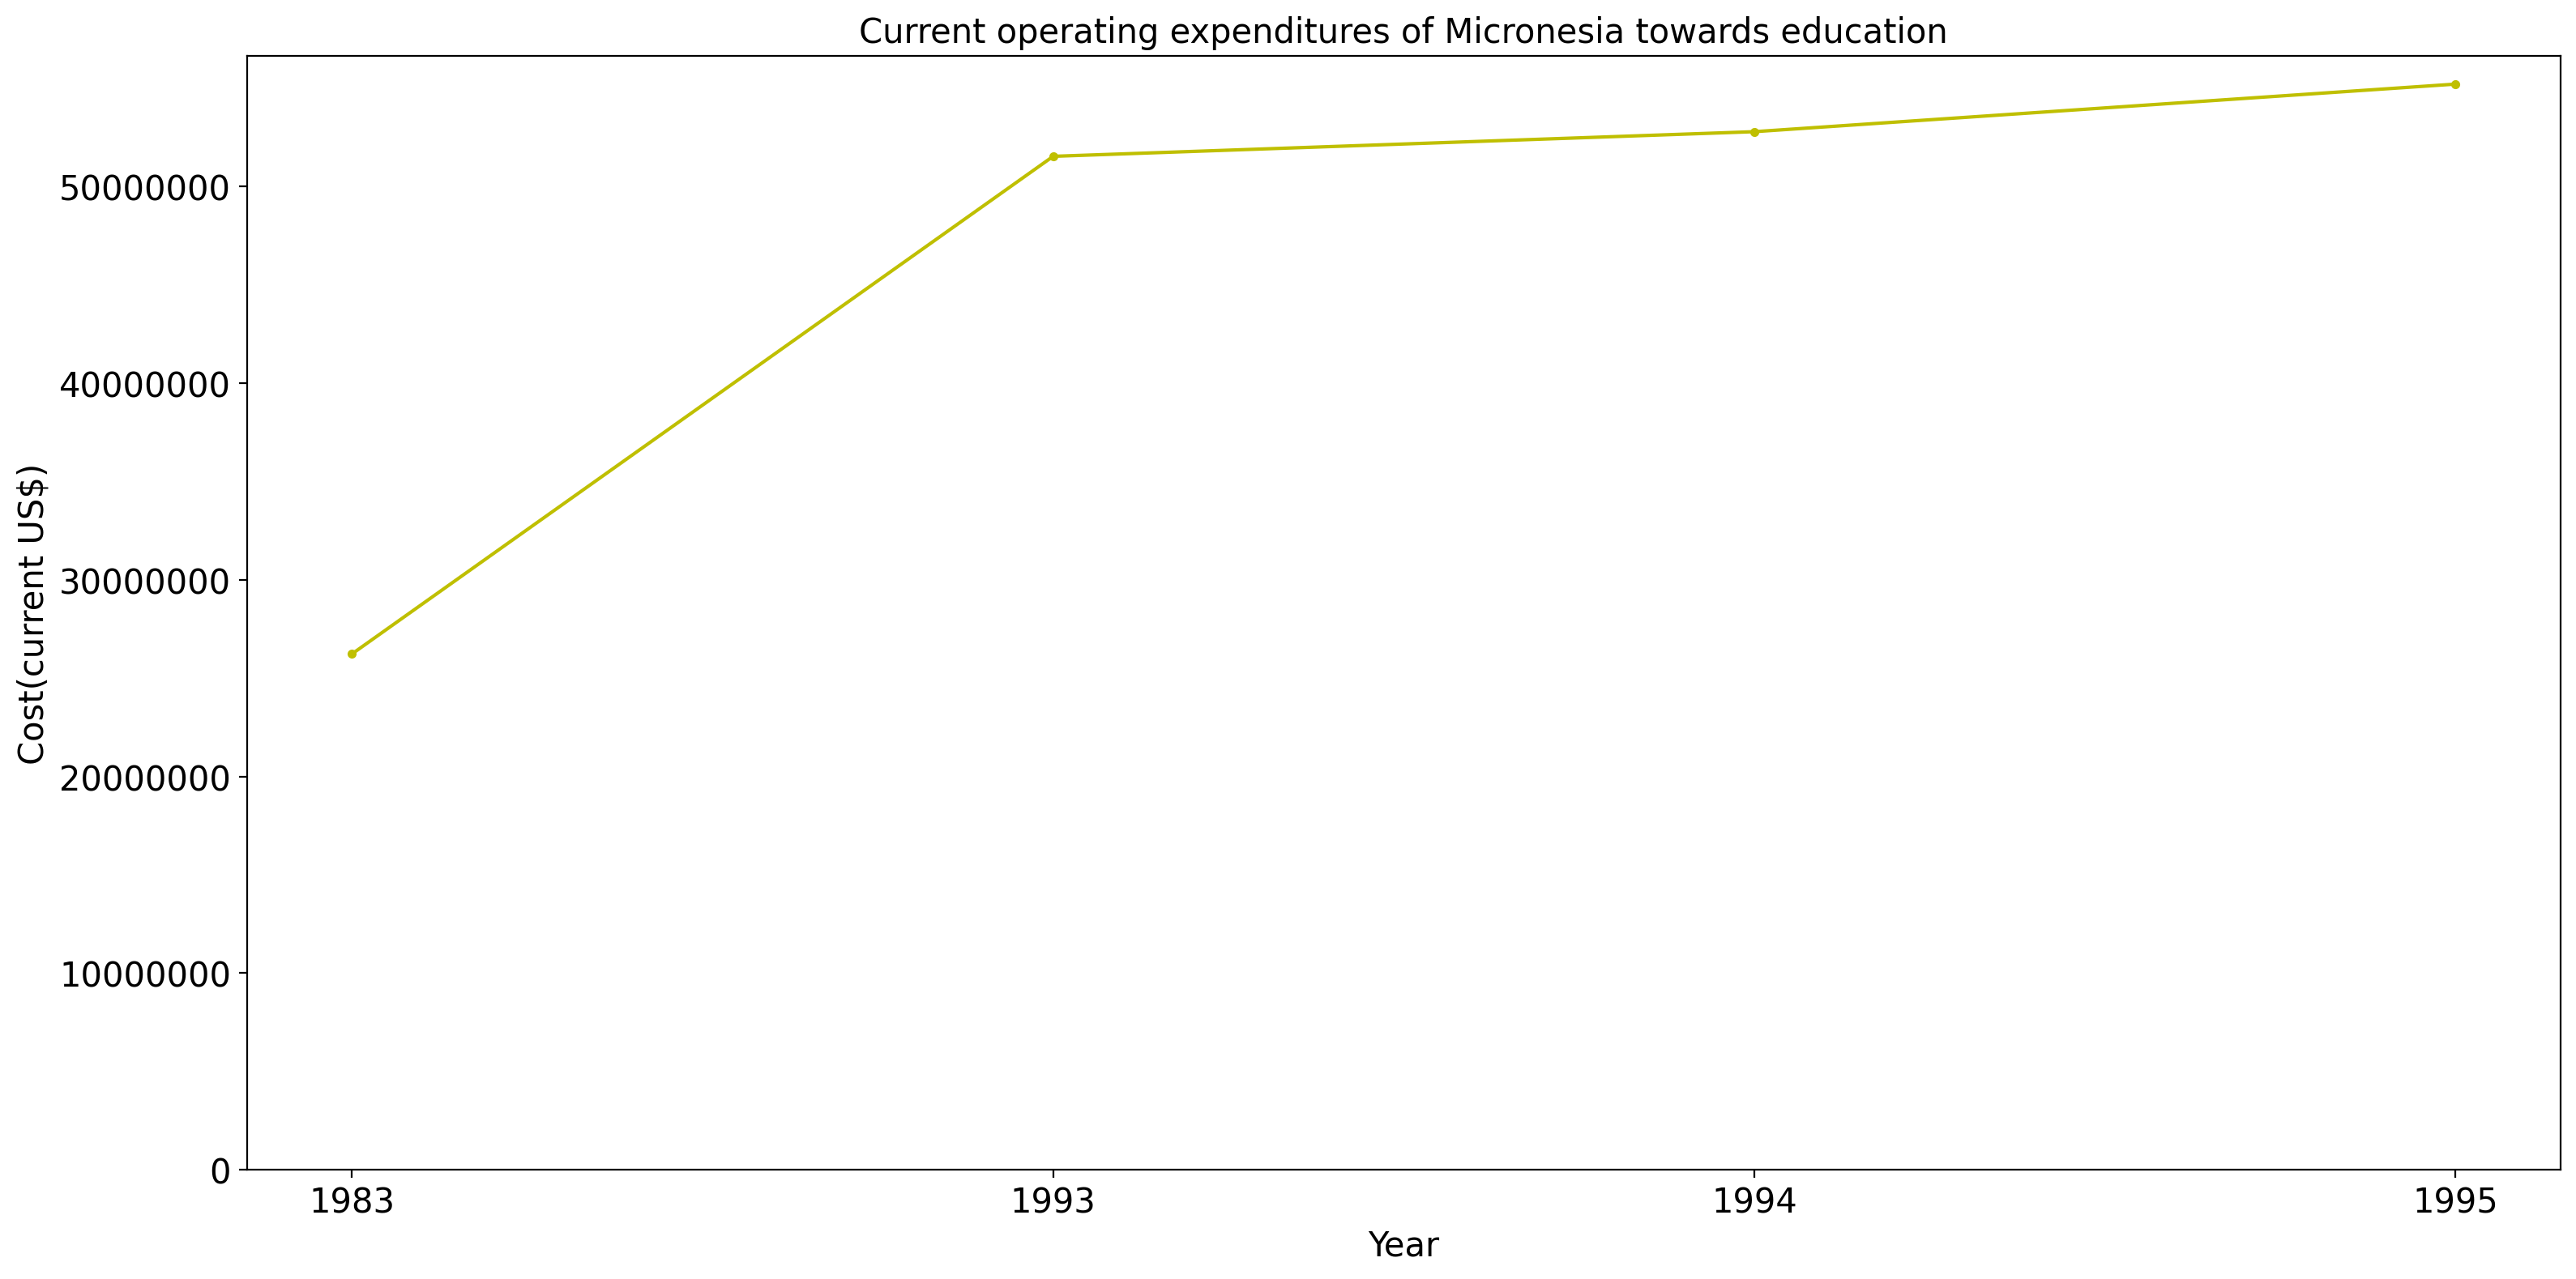 Current operating expenditures of Micronesia towards education
Cost(current US$)
50000000
40000000
30000000
20000000
10000000
0
1983 1993 1994 1995
Year